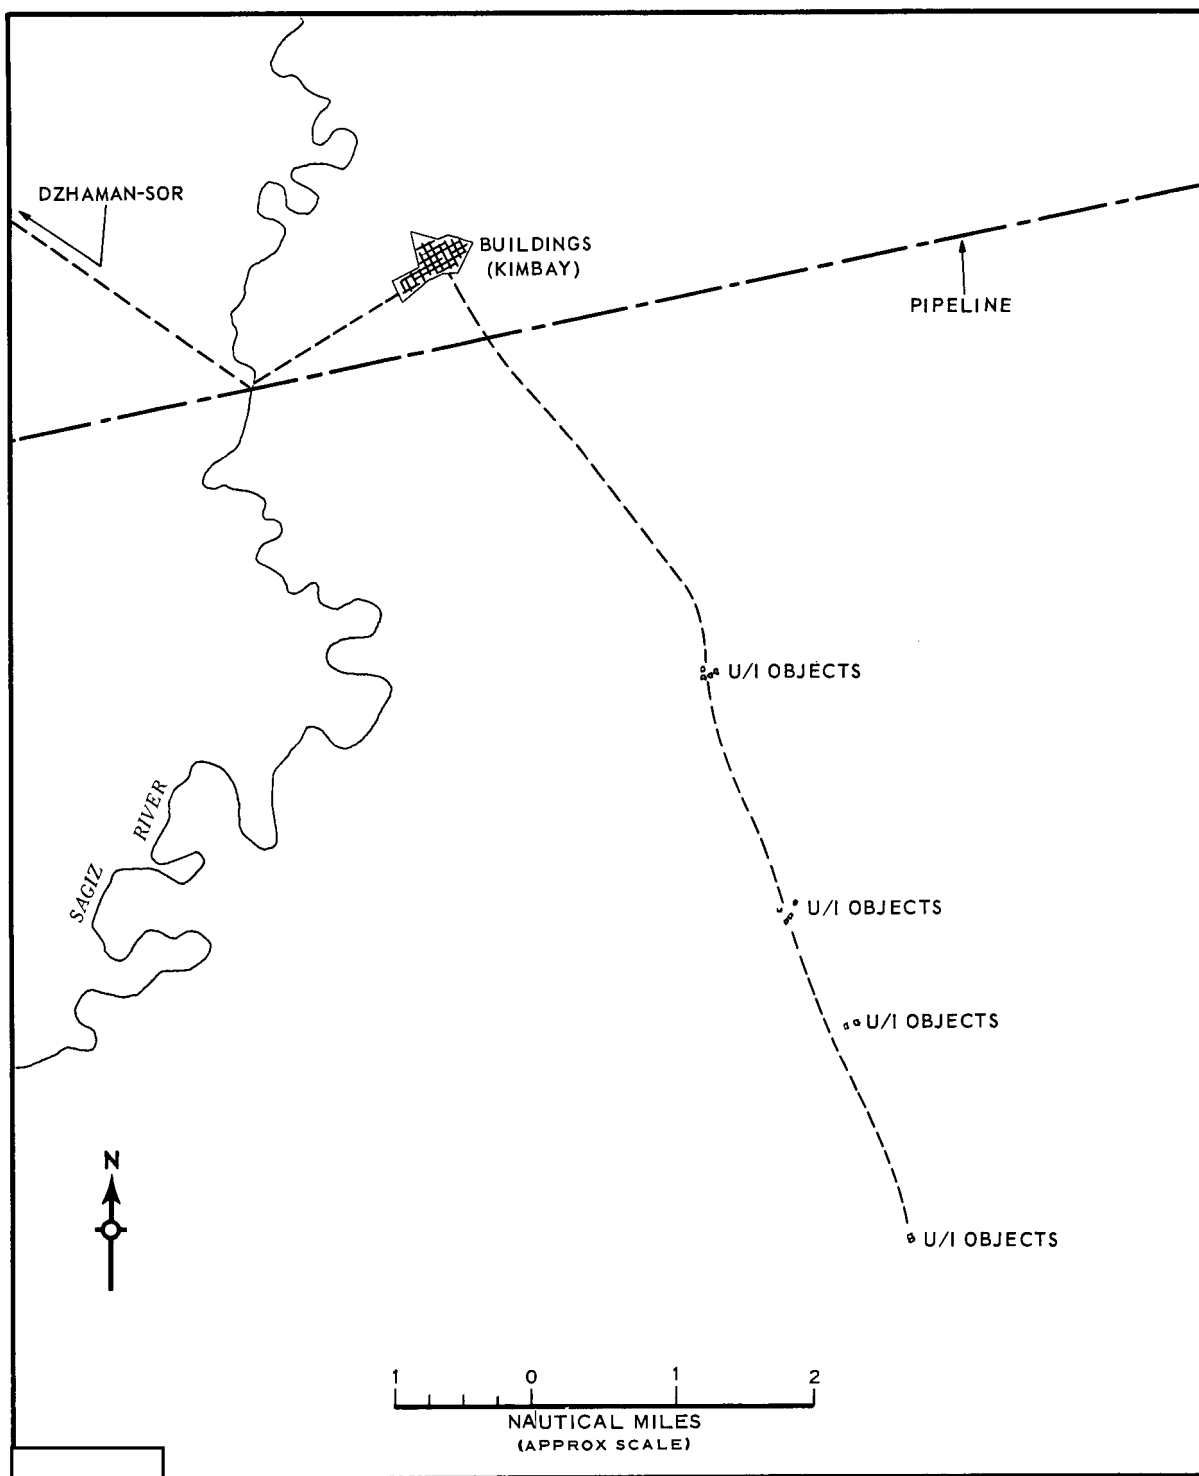 DZHAMAN-SOR
BUILDINGS
(KIMBAY)
PIPELINE
U/I OBJECTS
SAGIZ RIVER
U/I OBJECTS
U/I OBJECTS
N
U/I OBJECTS
1 0 1 2
NAUTICAL MILES
(APPROX SCALE)